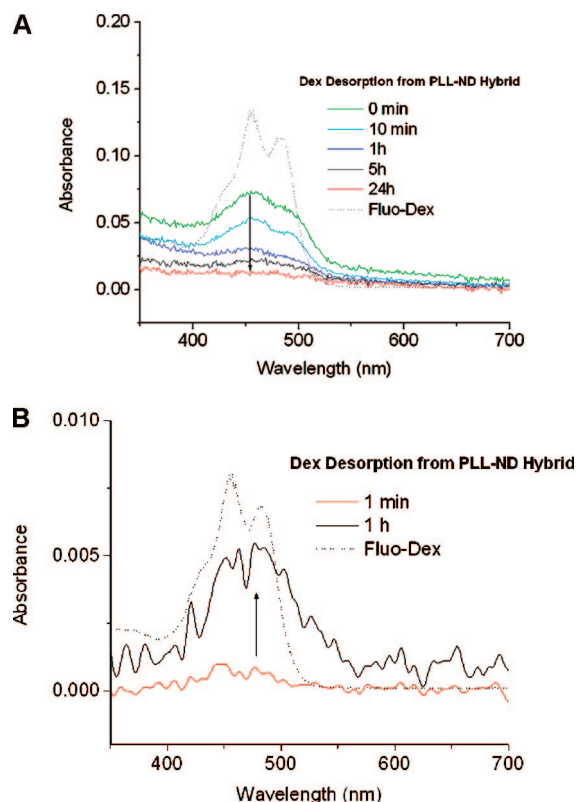 A
0.20
Dex Desorption from PLL-ND Hybrid
0.15
0 min
10 min
1h
5h
24h
Fluo-Dex
0.10
0.05
0.00
Absorbance
400 500 600 700
Wavelength (nm)
B
0.010
Dex Desorption from PLL-ND Hybrid
1 min
1 h
Fluo-Dex
0.005
0.000
Absorbance
400 500 600 700
Wavelength (nm)